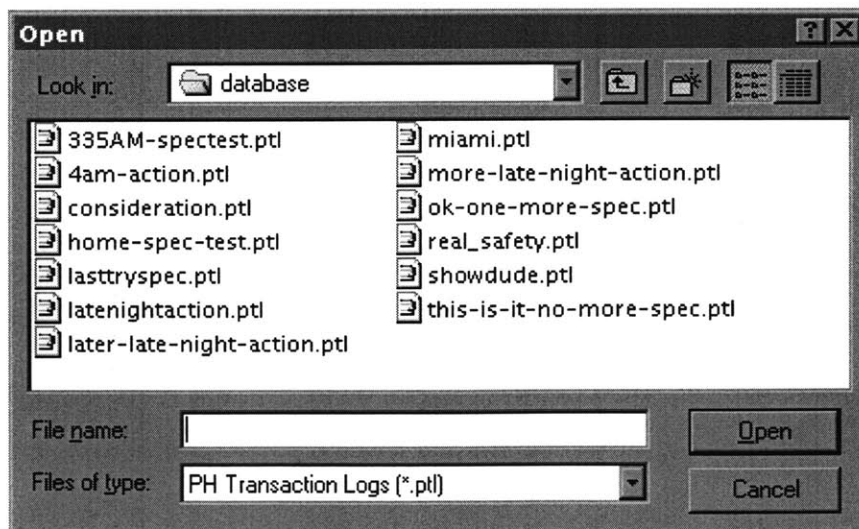 Open
Look in: database
335AM-spectest.ptl
4am-action.ptl
consideration.ptl
home-spec-test.ptl
lasttryspec.ptl
latenightaction.ptl
later-late-night-action.ptl
miami.ptl
more-late-night-action.ptl
ok-one-more-spec.ptl
real_safety.ptl
showdude.ptl
this-is-it-no-more-spec.ptl
File name: Open
Files of type: PH Transaction Logs (*.ptl) Cancel